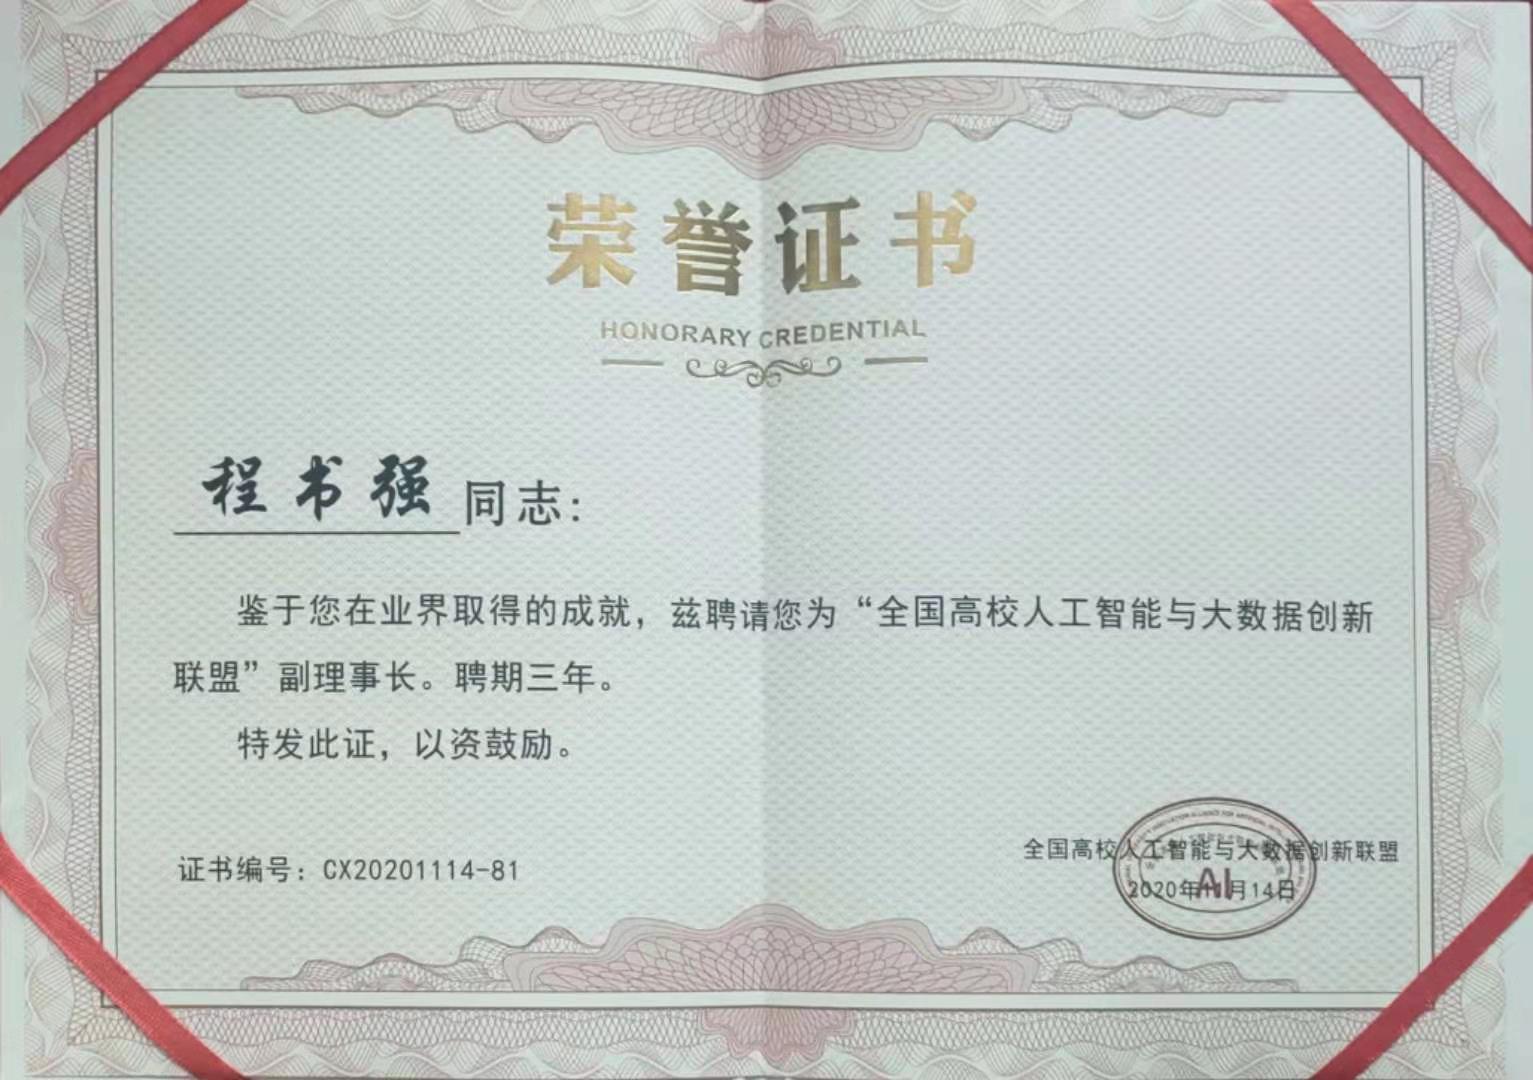 荣誉证书
HONORARY CREDENTIAL
程书强同志：
鉴于您在业界取得的成就，兹聘请您为“全国高校人工智能与大数据创新
联盟”副理事长。聘期三年。
特发此证，以资鼓励。
证书编号：CX20201114-81
全国高校人工智能与大数据创新联盟
2020年11月14日
AI